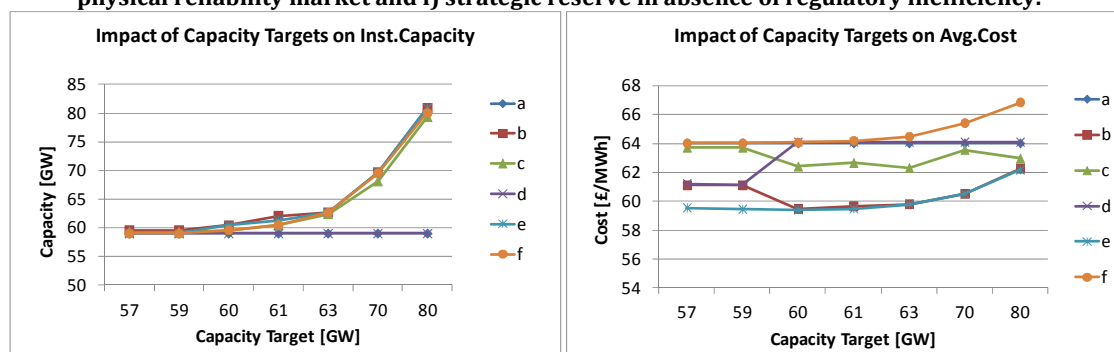 physical reliability market and f) strategic reserve in absence of regulatory inefficiency.
Impact of Capacity Targets on Inst.Capacity
Capacity [GW]
85
80
75
70
65
60
55
50
57 59 60 61 63 70 80
Capacity Target [GW]
a
b
c
d
e
f
Impact of Capacity Targets on Avg.Cost
Cost [£/MWh]
68
66
64
62
60
58
56
54
57 59 60 61 63 70 80
Capacity Target [GW]
a
b
c
d
e
f